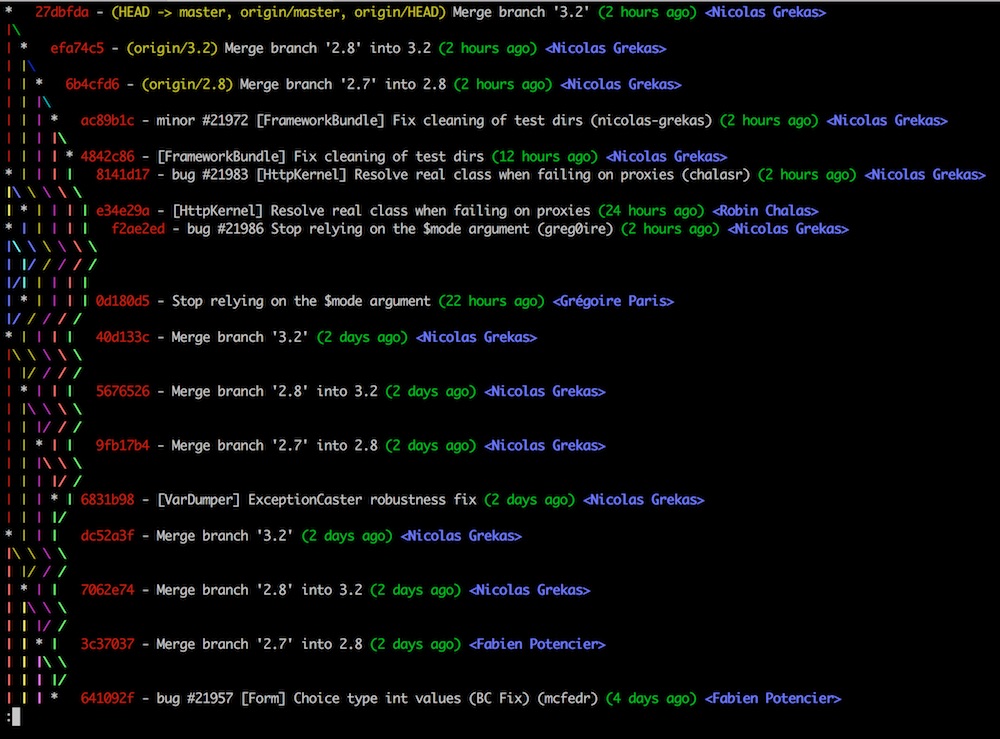 * 27dbfda - (HEAD -> master, origin/master, origin/HEAD) Merge branch '3.2' (2 hours ago) <Nicolas Grekas>
* efa74c5 - (origin/3.2) Merge branch '2.8' into 3.2 (2 hours ago) <Nicolas Grekas>
* 6b4cfd6 - (origin/2.8) Merge branch '2.7' into 2.8 (2 hours ago) <Nicolas Grekas>
* ac89b1c - minor #21972 [FrameworkBundle] Fix cleaning of test dirs (nicolas-grekas) (2 hours ago) <Nicolas Grekas>
* 4842c86 - [FrameworkBundle] Fix cleaning of test dirs (12 hours ago) <Nicolas Grekas>
* 8141d17 - bug #21983 [HttpKernel] Resolve real class when failing on proxies (chalasr) (2 hours ago) <Nicolas Grekas>
* e34e29a - [HttpKernel] Resolve real class when failing on proxies (24 hours ago) <Robin Chalas>
* f2ae2ed - bug #21986 Stop relying on the $mode argument (greg0ire) (2 hours ago) <Nicolas Grekas>
* 0d180d5 - Stop relying on the $mode argument (22 hours ago) <Grégoire Paris>
* 40d133c - Merge branch '3.2' (2 days ago) <Nicolas Grekas>
* 5676526 - Merge branch '2.8' into 3.2 (2 days ago) <Nicolas Grekas>
* 9fb17b4 - Merge branch '2.7' into 2.8 (2 days ago) <Nicolas Grekas>
* 6831b98 - [VarDumper] ExceptionCaster robustness fix (2 days ago) <Nicolas Grekas>
* dc52a3f - Merge branch '3.2' (2 days ago) <Nicolas Grekas>
* 7062e74 - Merge branch '2.8' into 3.2 (2 days ago) <Nicolas Grekas>
* 3c37037 - Merge branch '2.7' into 2.8 (2 days ago) <Fabien Potencier>
* 641092f - bug #21957 [Form] Choice type int values (BC Fix) (mcfedr) (4 days ago) <Fabien Potencier>
: